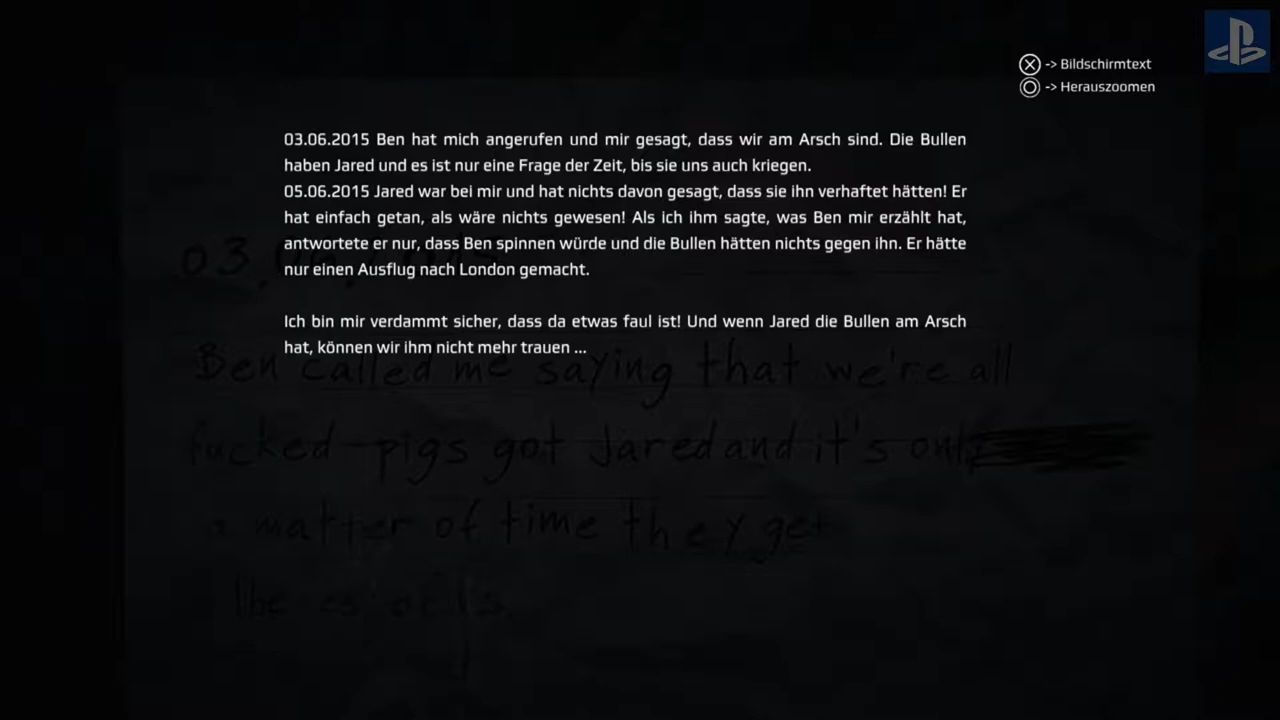 -> Bildschirmtext
-> Herauszoomen
03.06.2015 Ben hat mich angerufen und mir gesagt, dass wir am Arsch sind. Die Bullen
haben Jared und es ist nur eine Frage der Zeit, bis sie uns auch kriegen.
05.06.2015 Jared war bei mir und hat nichts davon gesagt, dass sie ihn verhaftet hätten! Er
hat einfach getan, als wäre nichts gewesen! Als ich ihm sagte, was Ben mir erzählt hat,
antwortete er nur, dass Ben spinnen würde und die Bullen hätten nichts gegen ihn. Er hätte
nur einen Ausflug nach London gemacht.
Ich bin mir verdammt sicher, dass da etwas faul ist! Und wenn Jared die Bullen am Arsch
hat, können wir ihm nicht mehr trauen ...
Ben called me saying that we're all
fucked pigs got Jared and it's only
a matter of time they get